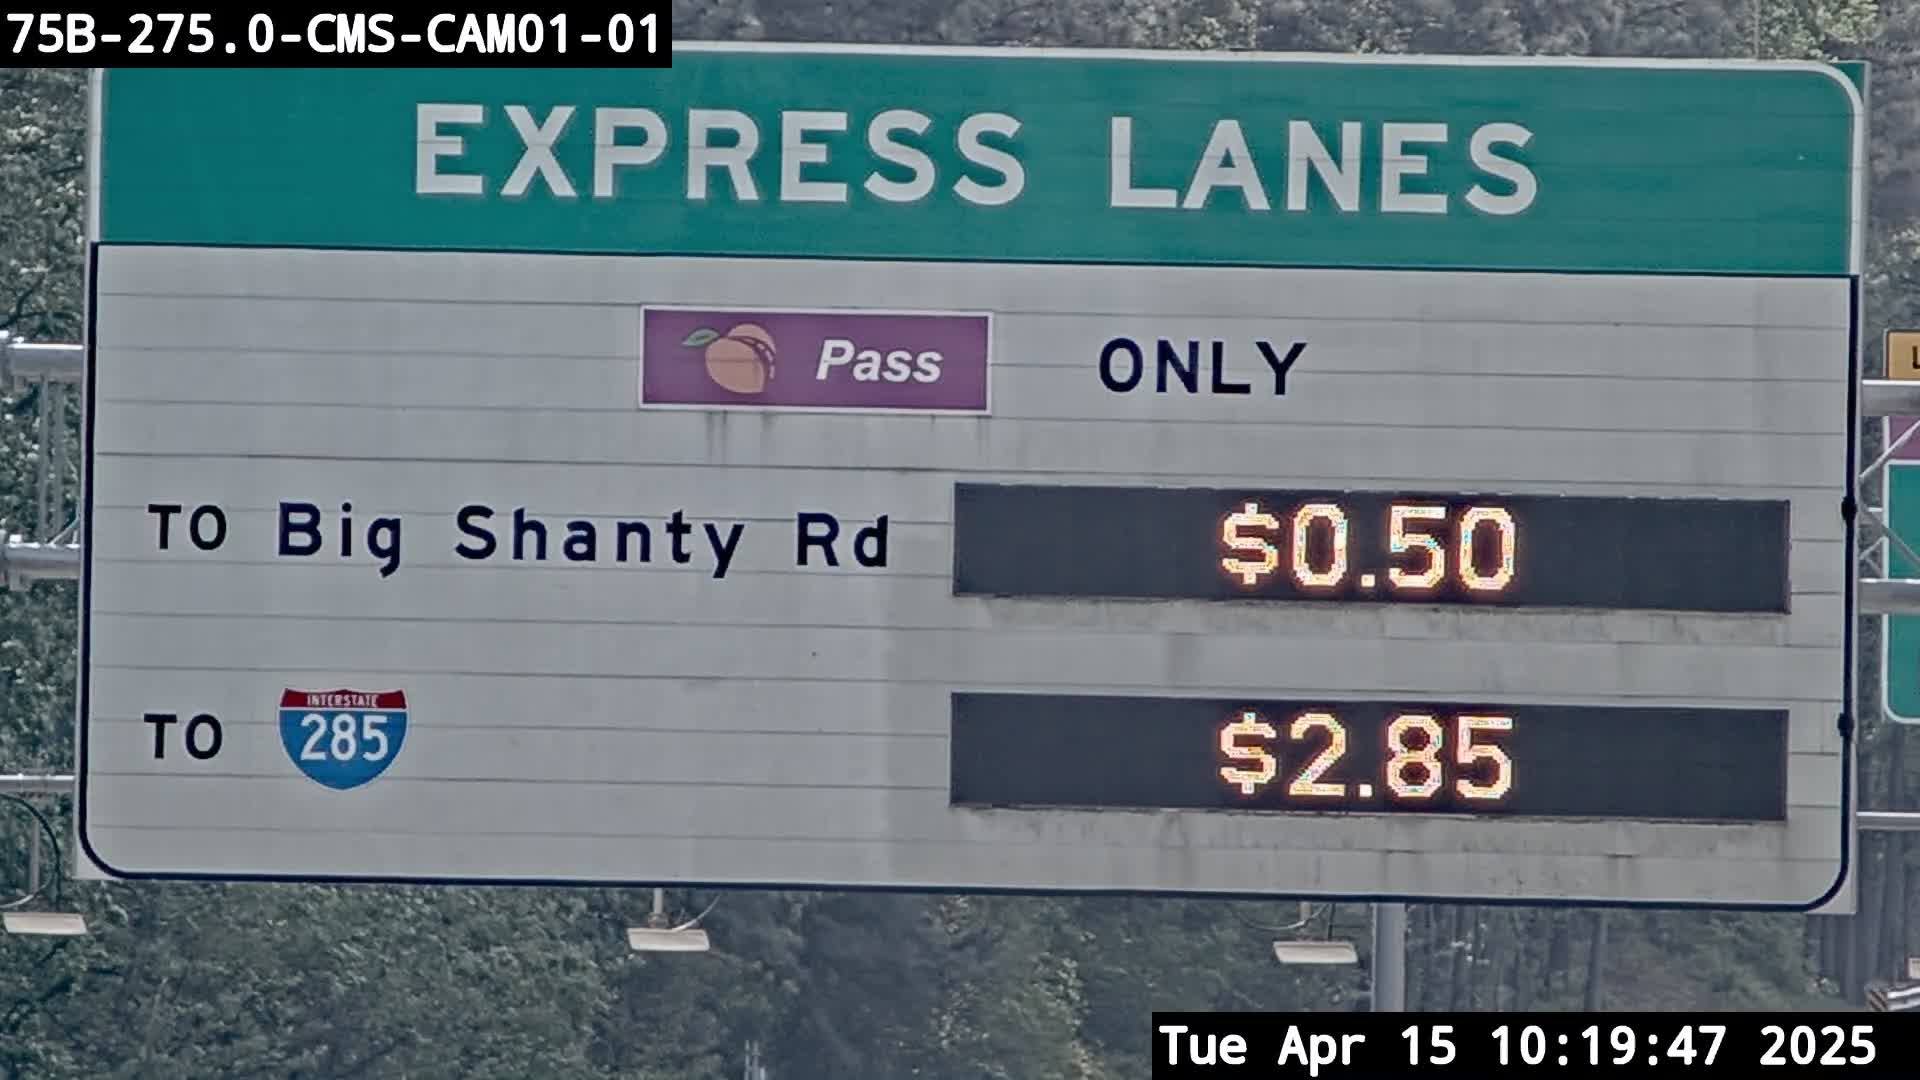 75B-275.0-CMS-CAM01-01
EXPRESS LANES
Pass ONLY
TO Big Shanty Rd $0.50
TO INTERSTATE 285 $2.85
Tue Apr 15 10:19:47 2025